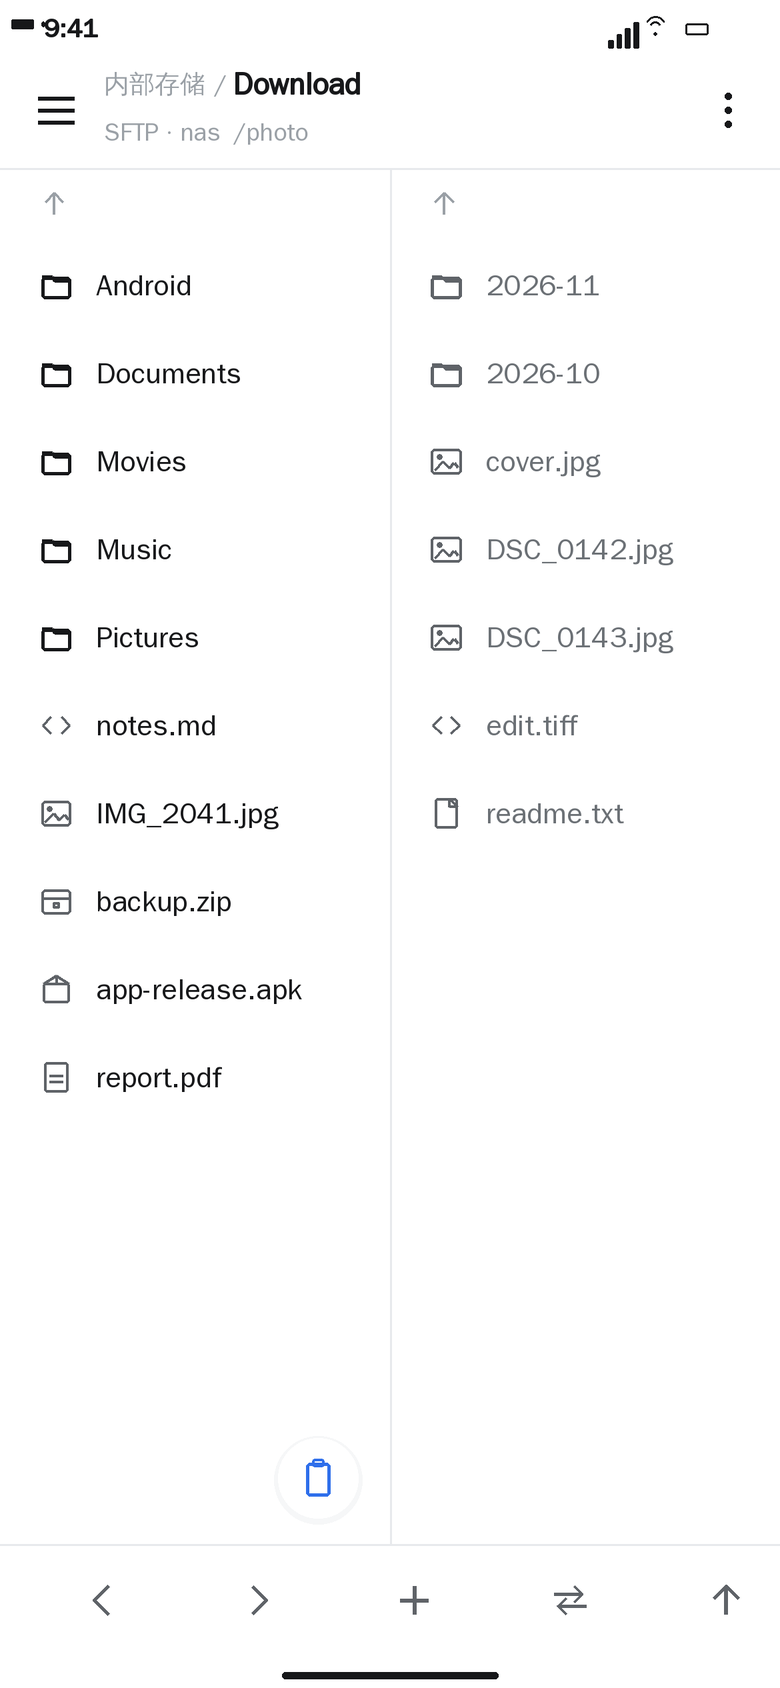 9:41
内部存储 / Download
SFTP · nas /photo
Android
Documents
Movies
Music
Pictures
notes.md
IMG_2041.jpg
backup.zip
app-release.apk
report.pdf
2026-11
2026-10
cover.jpg
DSC_0142.jpg
DSC_0143.jpg
edit.tiff
readme.txt